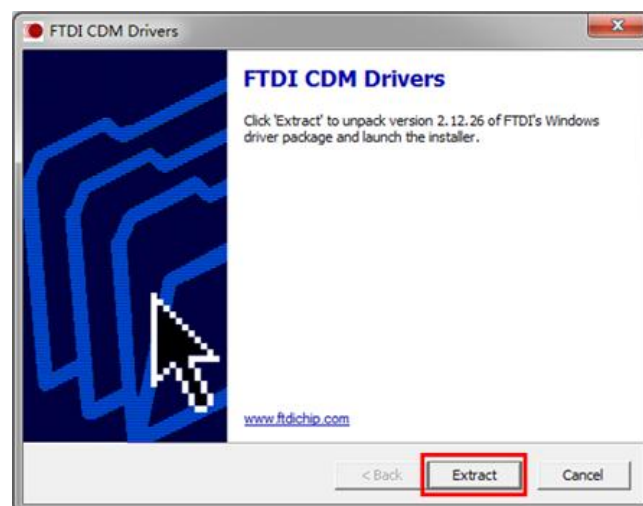 FTDI CDM Drivers
FTDI CDM Drivers
Click 'Extract' to unpack version 2.12.26 of FTDI's Windows
driver package and launch the installer.
www.ftdichip.com
< Back
Extract
Cancel